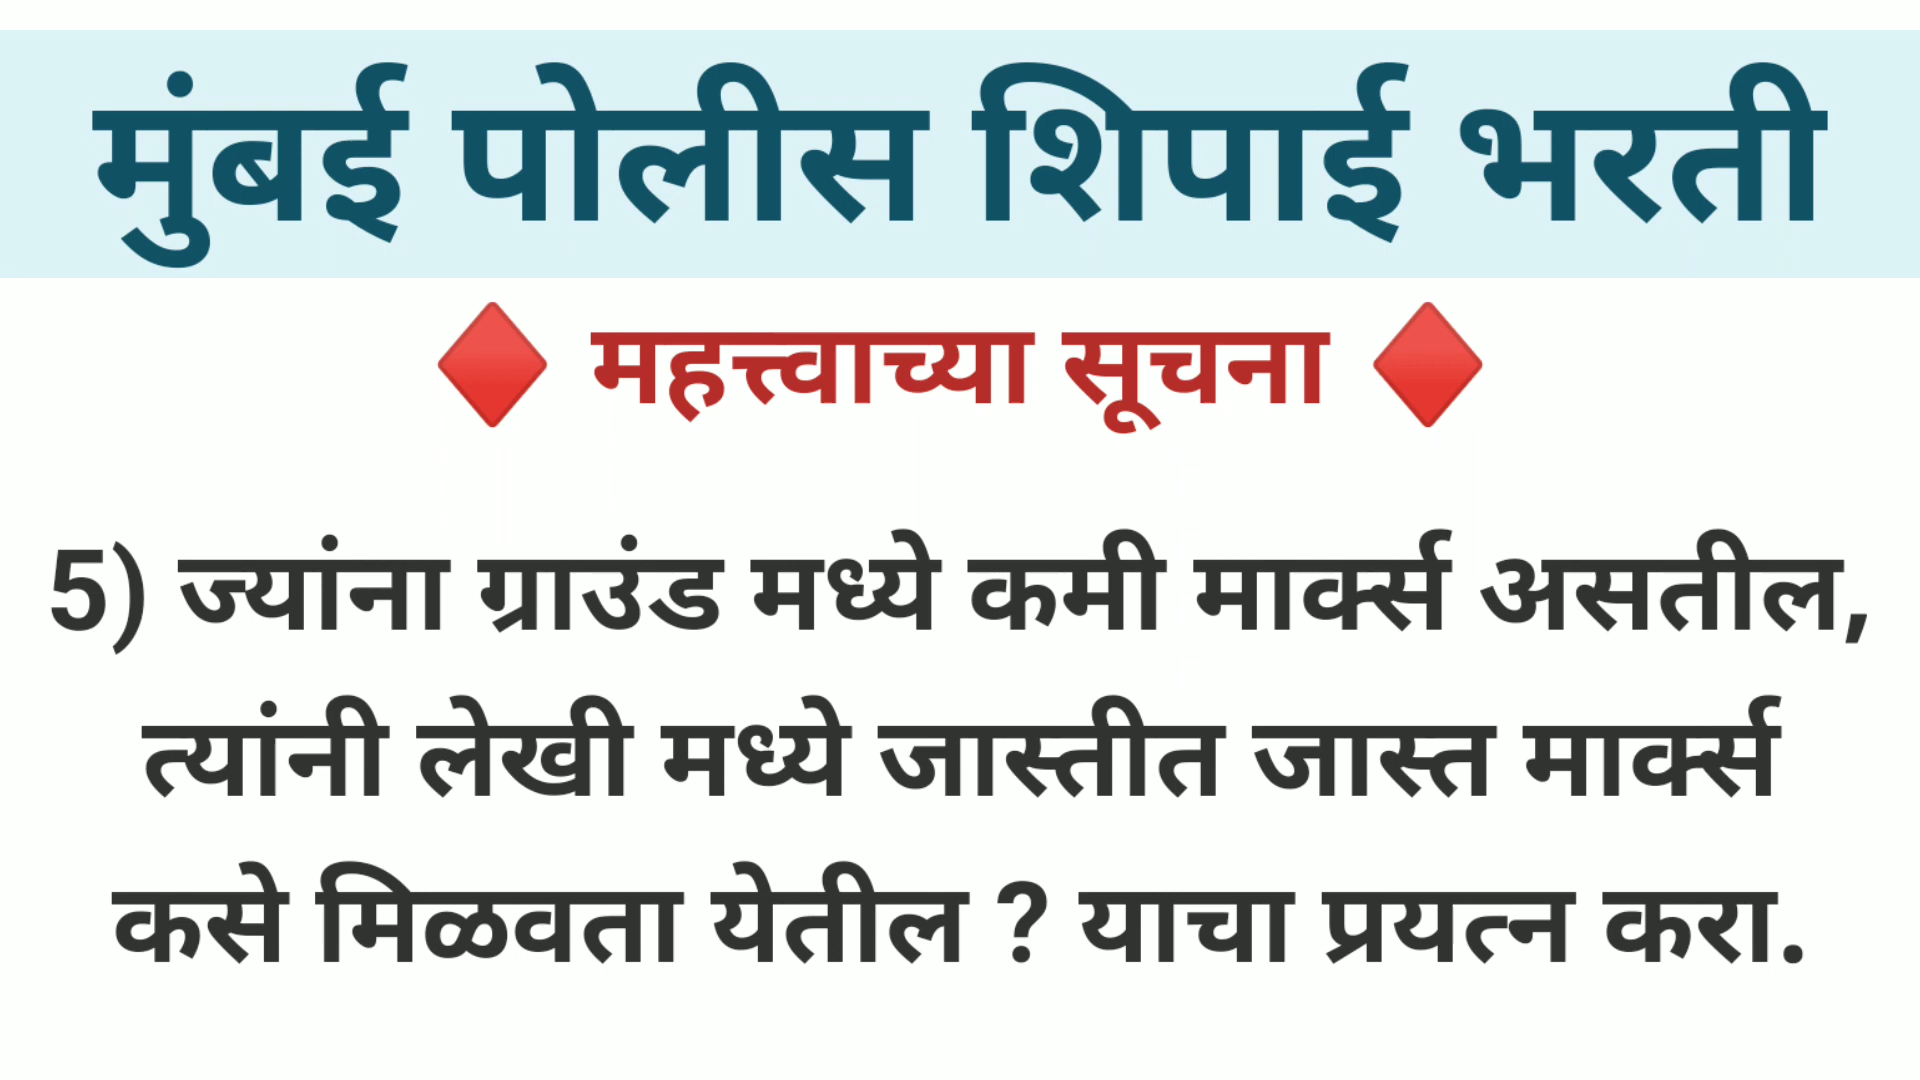 मुंबई पोलीस शिपाई भरती
♦️ महत्त्वाच्या सूचना ♦️
5) ज्यांना ग्राउंड मध्ये कमी मार्क्स असतील,
त्यांनी लेखी मध्ये जास्तीत जास्त मार्क्स
कसे मिळवता येतील ? याचा प्रयत्न करा.